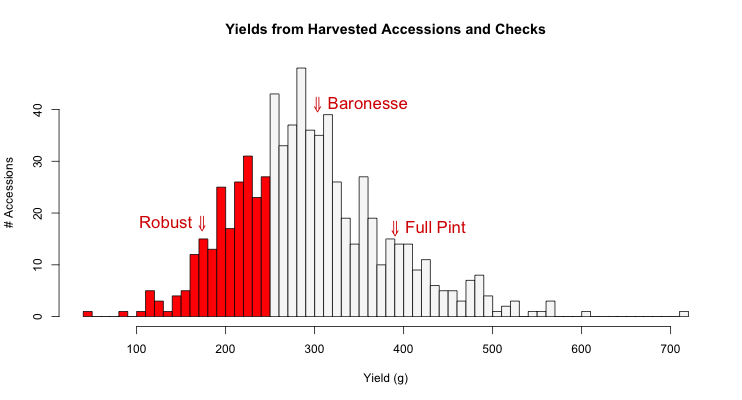 Yields from Harvested Accessions and Checks
# Accessions
40
30
20
10
0
⇓ Baronesse
Robust ⇓
⇓ Full Pint
100 200 300 400 500 600 700
Yield (g)